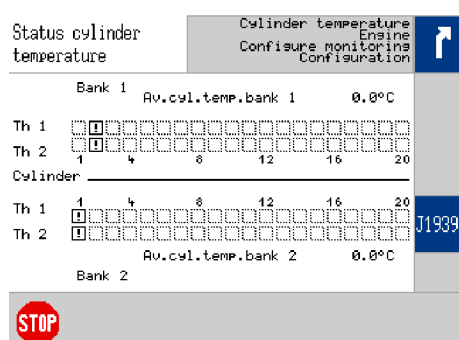 Status cylinder
temperature
Cylinder temperature
Engine
Configure monitoring
Configuration
Bank 1
Av.cyl.temp.bank 1 0.0°C
Th 1 !
Th 2 !
1 4 8 12 16 20
Cylinder
1 4 8 12 16 20
Th 1 !
Th 2 !
J1939
Av.cyl.temp.bank 2 0.0°C
Bank 2
STOP